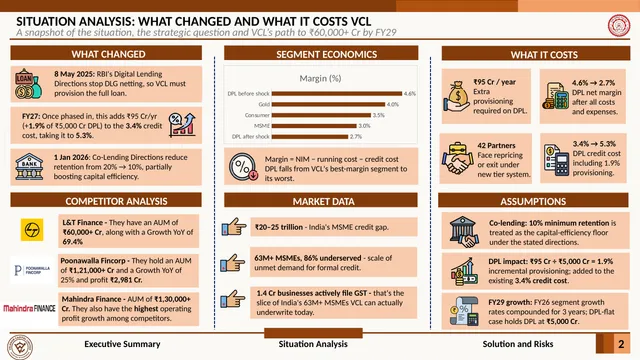 SITUATION ANALYSIS: WHAT CHANGED AND WHAT IT COSTS VCL
A snapshot of the situation, the strategic question and VCL's path to ₹60,000+ Cr by FY29
WHAT CHANGED
8 May 2025: RBI's Digital Lending
Directions stop DLG netting, so VCL must
provision the full loan.
FY27: Once phased in, this adds ₹95 Cr/yr
(+1.9% of ₹5,000 Cr DPL) to the 3.4% credit
cost, taking it to 5.3%.
1 Jan 2026: Co-Lending Directions reduce
retention from 20% → 10%, partially
boosting capital efficiency.
SEGMENT ECONOMICS
Margin (%)
DPL before shock 4.6%
Gold 4.0%
Consumer 3.5%
MSME 3.0%
DPL after shock 2.7%
Margin = NIM − running cost − credit cost
DPL falls from VCL's best-margin segment to
its worst.
WHAT IT COSTS
₹95 Cr / year
Extra
provisioning
required on DPL.
4.6% → 2.7%
DPL net margin
after all costs
and expenses.
42 Partners
Face repricing
or exit under
new tier system.
3.4% → 5.3%
DPL credit cost
including 1.9%
provisioning.
COMPETITOR ANALYSIS
L&T Finance - They have an AUM of
₹60,000+ Cr, along with a Growth YoY of
69.4%
POONAWALLA
FINCORP
Poonawalla Fincorp - They hold an AUM
of ₹1,21,000+ Cr and a Growth YoY of
25% and profit ₹2,981 Cr.
Mahindra FINANCE
Mahindra Finance - AUM of ₹1,30,000+
Cr. They also have the highest operating
profit growth among competitors.
MARKET DATA
₹20–25 trillion - India's MSME credit gap.
63M+ MSMEs, 86% underserved - scale of
unmet demand for formal credit.
1.4 Cr businesses actively file GST - that's the
slice of India's 63M+ MSMEs VCL can actually
underwrite today.
ASSUMPTIONS
Co-lending: 10% minimum retention is
treated as the capital-efficiency floor
under the stated directions.
DPL impact: ₹95 Cr ÷ ₹5,000 Cr = 1.9%
incremental provisioning; added to the
existing 3.4% credit cost.
FY29 growth: FY26 segment growth
rates compounded for 3 years; DPL-flat
case holds DPL at ₹5,000 Cr.
Executive Summary
Situation Analysis
Solution and Risks
2